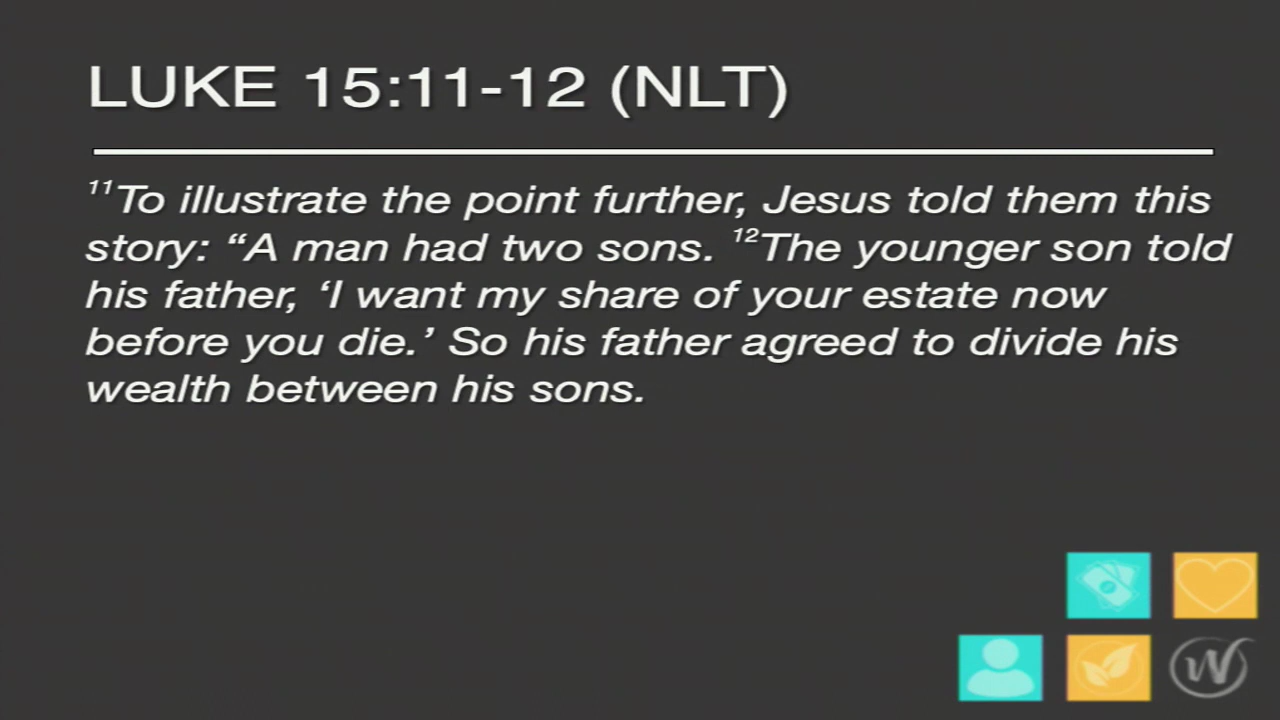 LUKE 15:11-12 (NLT)
¹¹To illustrate the point further, Jesus told them this
story: “A man had two sons. ¹²The younger son told
his father, ‘I want my share of your estate now
before you die.’ So his father agreed to divide his
wealth between his sons.
W